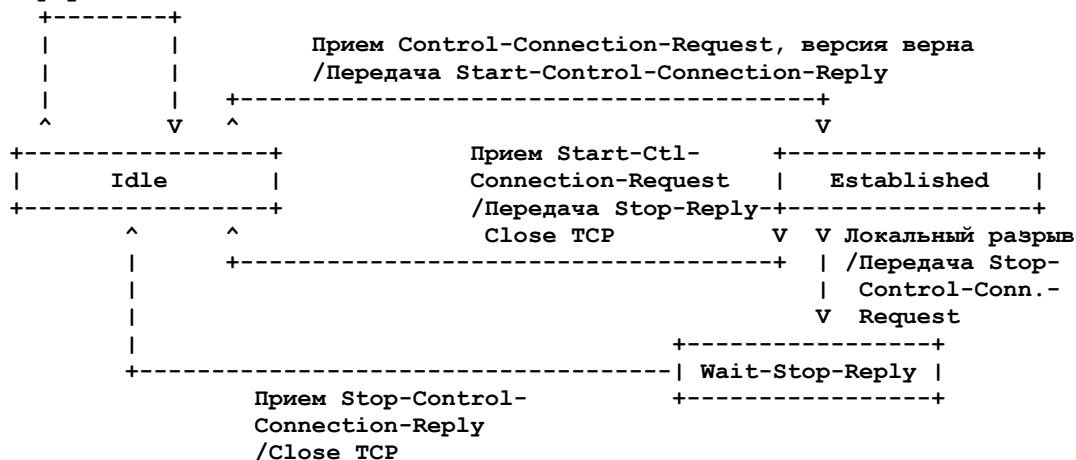 Прием Control-Connection-Request, версия верна
/Передача Start-Control-Connection-Reply
Прием Start-Ctl-
Idle
Connection-Request
Established
/Передача Stop-Reply
Close TCP
Локальный разрыв
/Передача Stop-
Control-Conn.-
Request
Wait-Stop-Reply
Прием Stop-Control-
Connection-Reply
/Close TCP